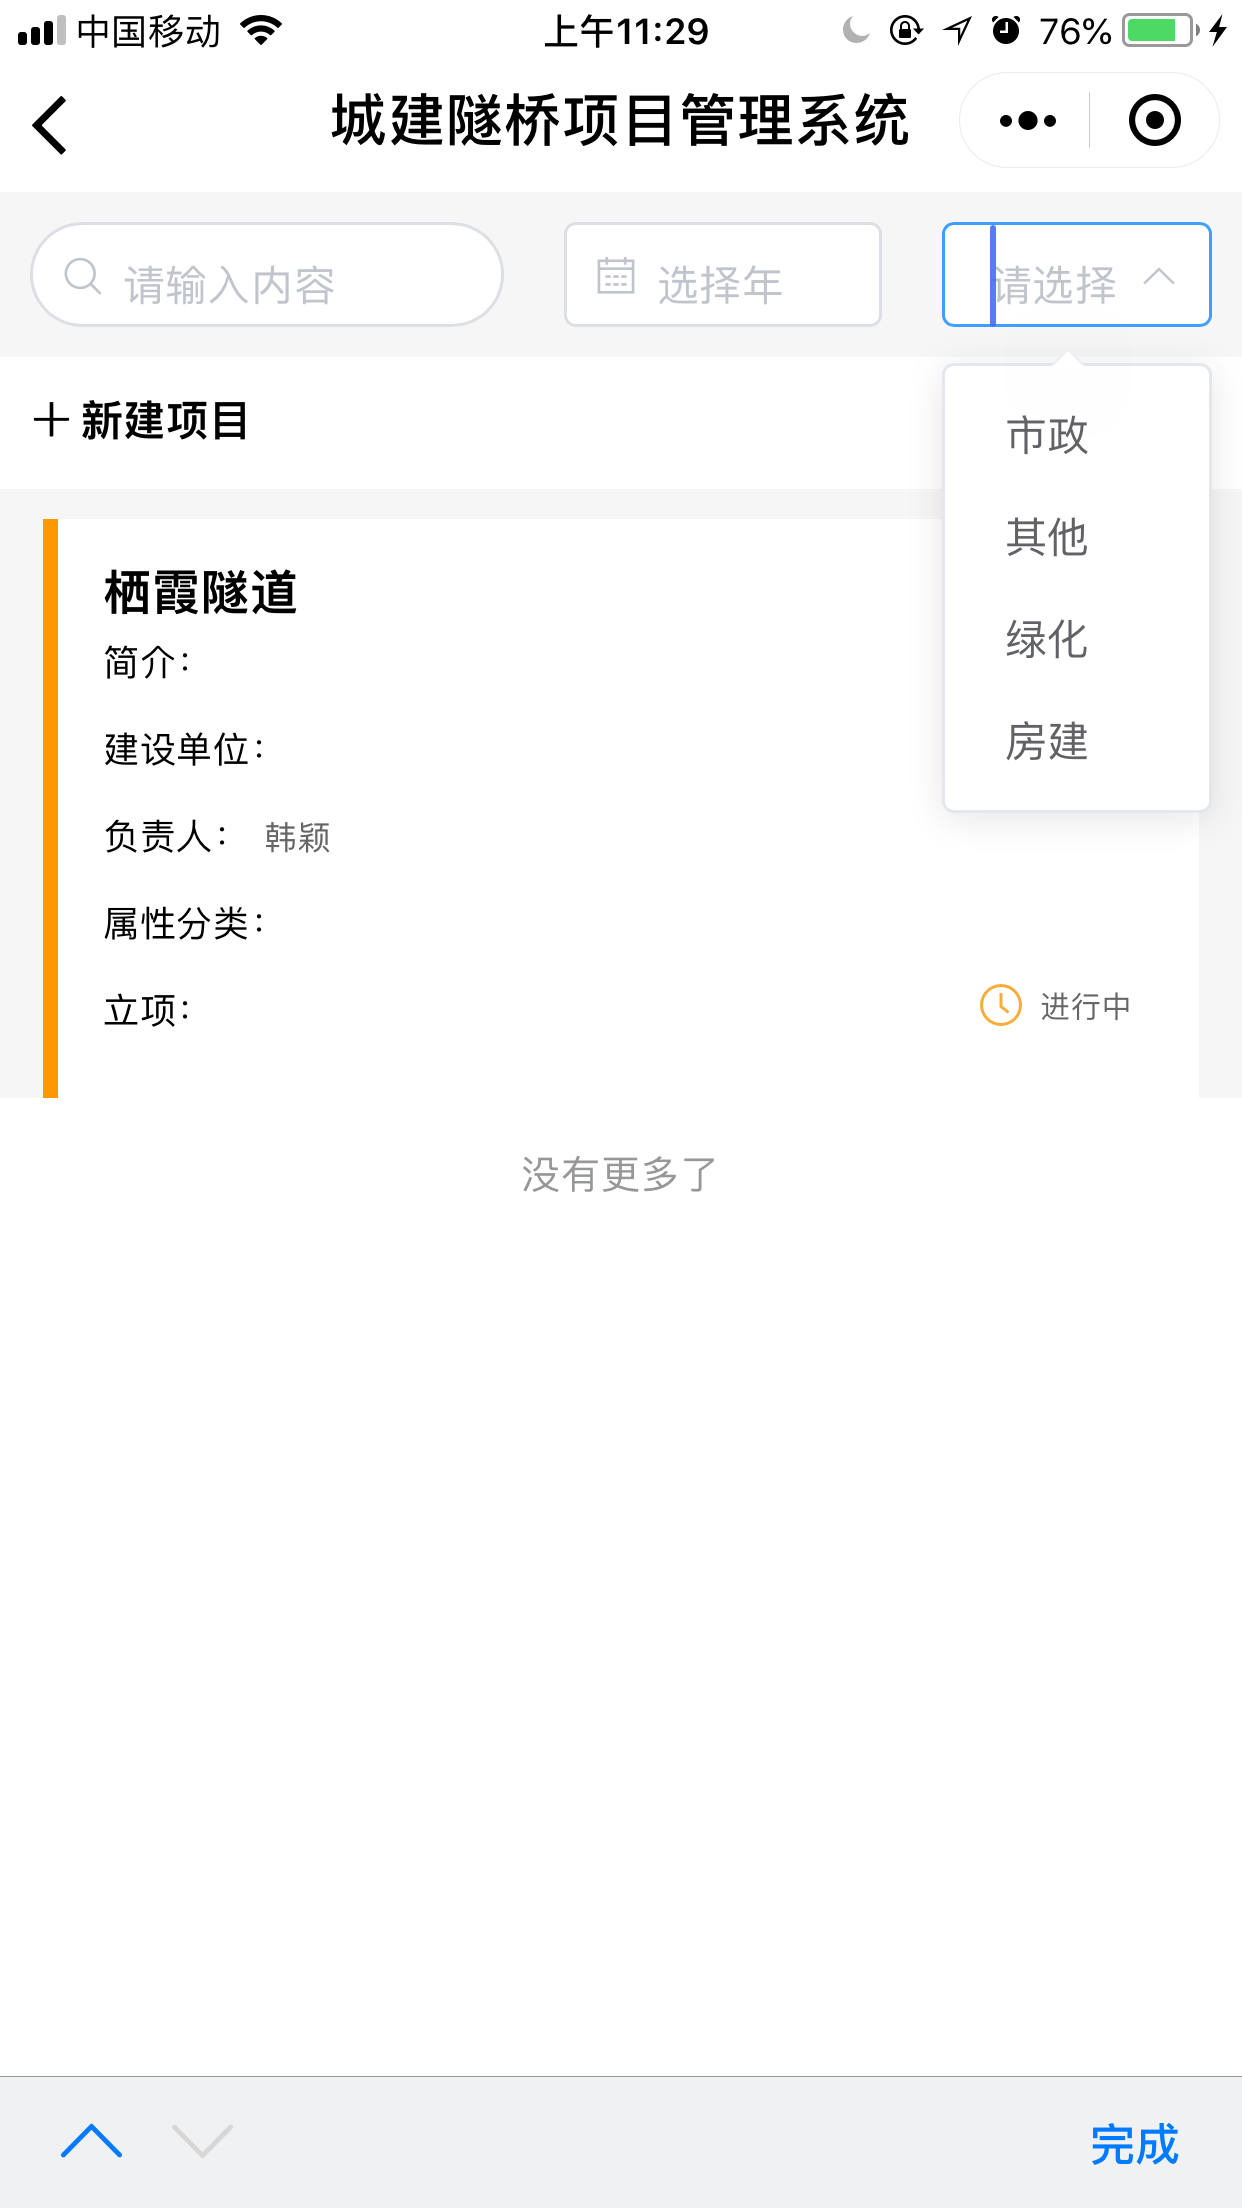 中国移动 上午11:29 76%
城建隧桥项目管理系统
请输入内容 选择年 请选择
新建项目
市政
其他
绿化
房建
栖霞隧道
简介:
建设单位:
负责人: 韩颖
属性分类:
立项: 进行中
没有更多了
完成